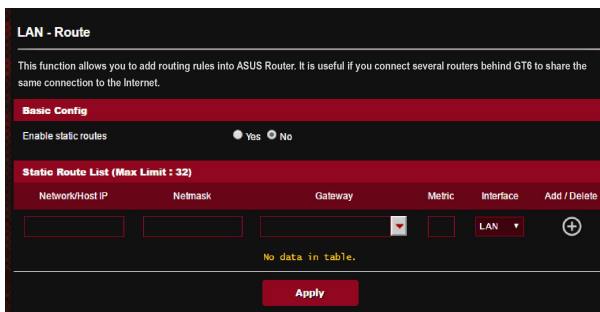 LAN - Route
This function allows you to add routing rules into ASUS Router. It is useful if you connect several routers behind GT6 to share the
same connection to the Internet.
Basic Config
Enable static routes Yes No
Static Route List (Max Limit : 32)
Network/Host IP Netmask Gateway Metric Interface Add / Delete
LAN
No data in table.
Apply